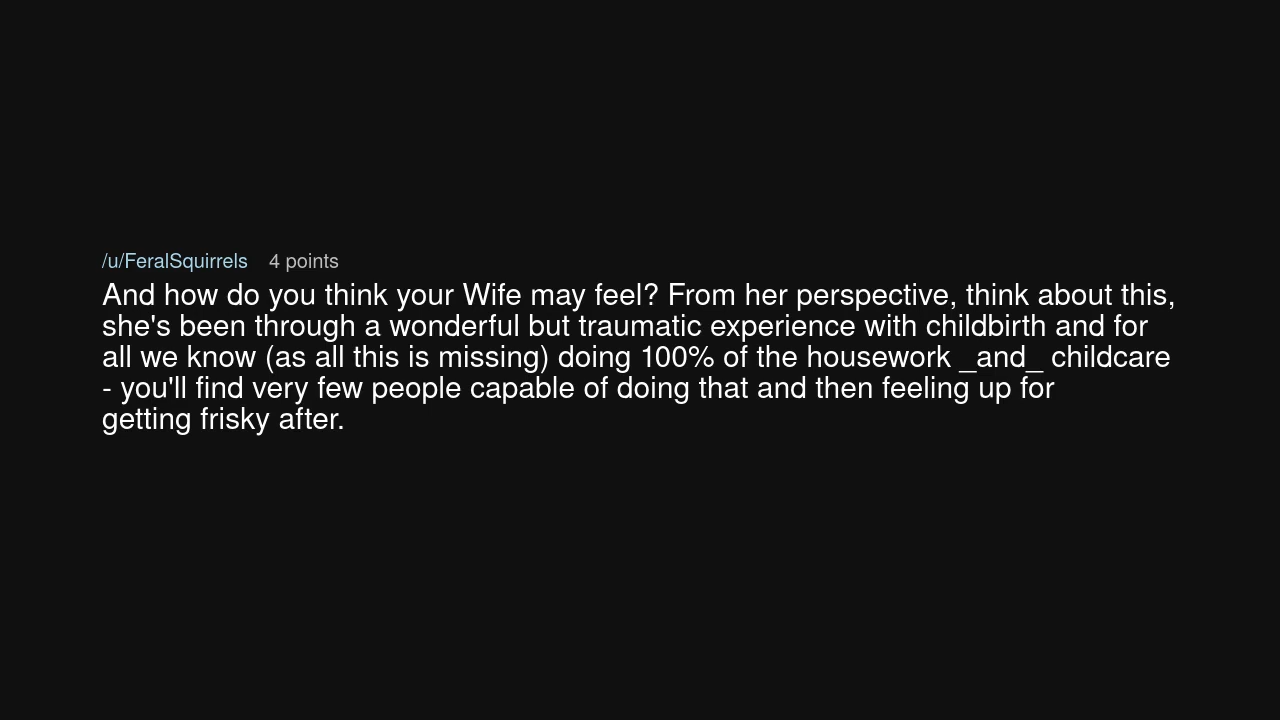 /u/FeralSquirrels 4 points
And how do you think your Wife may feel? From her perspective, think about this,
she's been through a wonderful but traumatic experience with childbirth and for
all we know (as all this is missing) doing 100% of the housework _and_ childcare
- you'll find very few people capable of doing that and then feeling up for
getting frisky after.